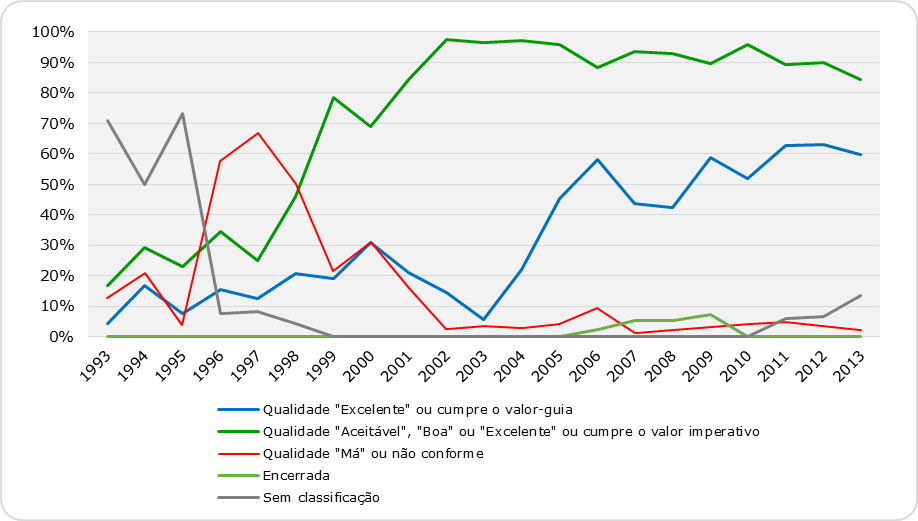 100%
90%
80%
70%
60%
50%
40%
30%
20%
10%
0%
1993 1994 1995 1996 1997 1998 1999 2000 2001 2002 2003 2004 2005 2006 2007 2008 2009 2010 2011 2012 2013
Qualidade "Excelente" ou cumpre o valor-guia
Qualidade "Aceitável", "Boa" ou "Excelente" ou cumpre o valor imperativo
Qualidade "Má" ou não conforme
Encerrada
Sem classificação